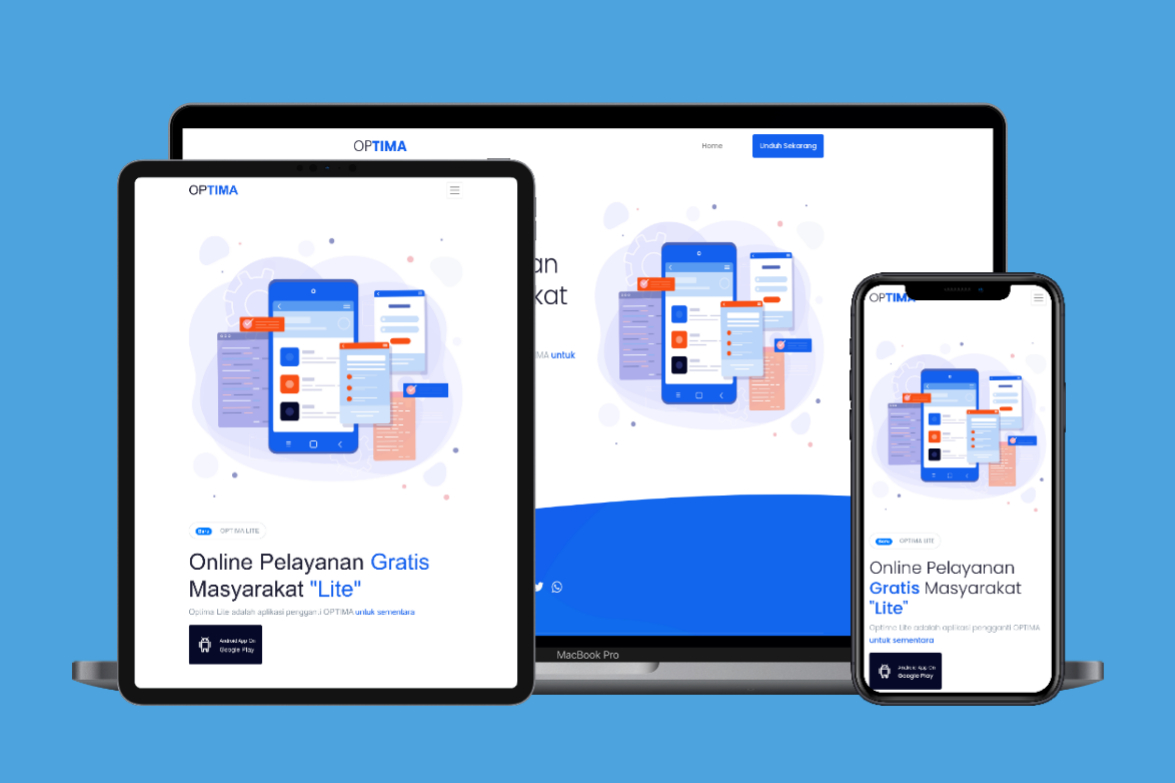 OPTIMA
Home
Unduh Sekarang
an
kat
MA untuk
MacBook Pro
OPTIMA
Baru OPTIMA LITE
Online Pelayanan Gratis
Masyarakat "Lite"
Optima Lite adalah aplikasi pengganti OPTIMA untuk sementara
Android App On
Google Play
OPTIMA
Baru OPTIMA LITE
Online Pelayanan
Gratis Masyarakat
"Lite"
Optima Lite adalah aplikasi pengganti OPTIMA
untuk sementara
Android App On
Google Play